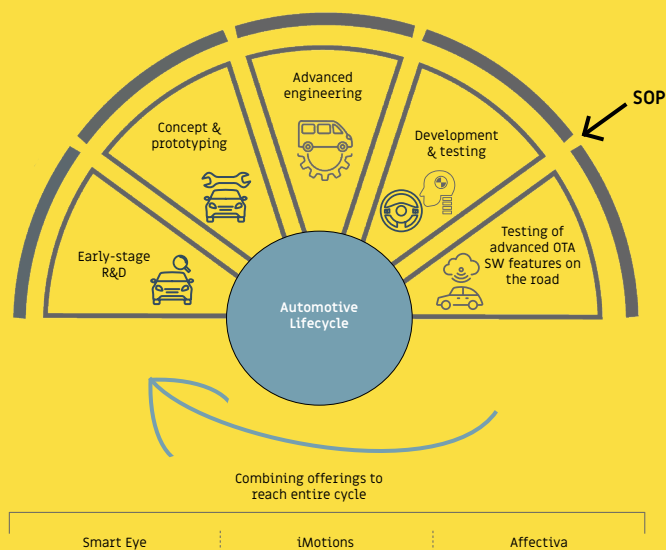 Advanced
engineering
Concept &
prototyping
Development
& testing
SOP
Early-stage
R&D
Testing of
advanced OTA
SW features on
the road
Automotive
Lifecycle
Combining offerings to
reach entire cycle
Smart Eye
iMotions
Affectiva